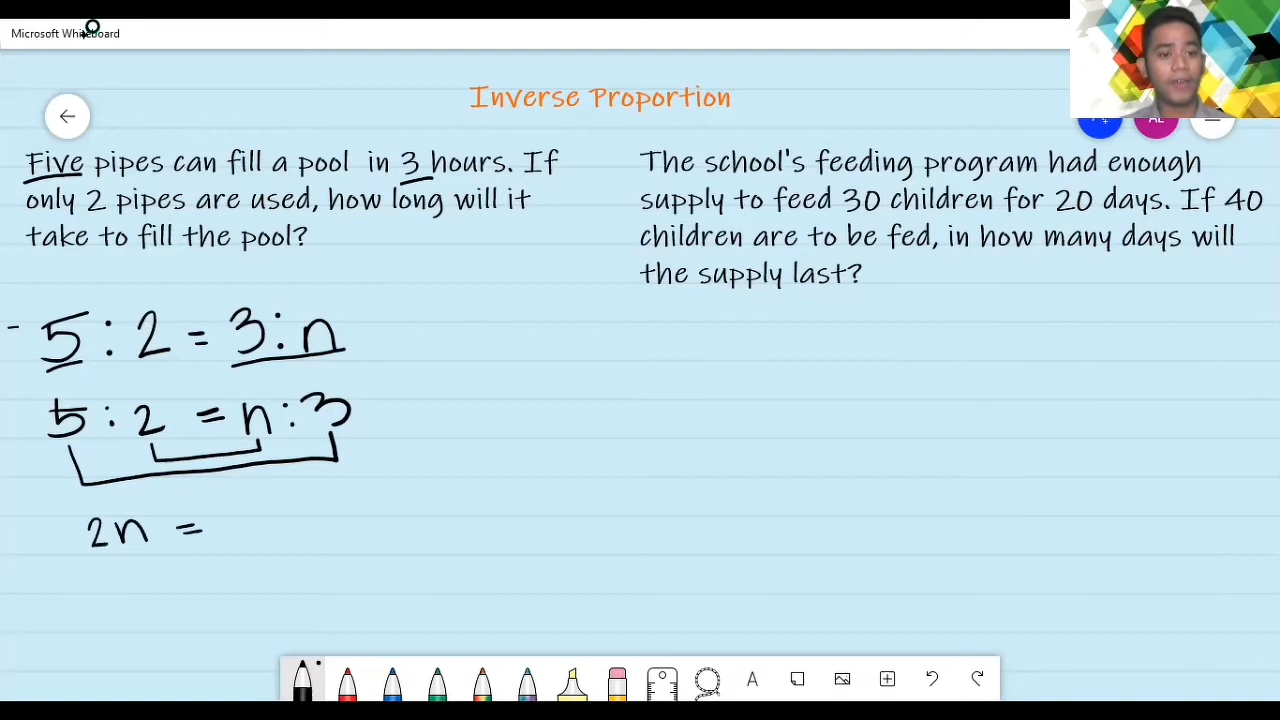 Microsoft Whiteboard
Inverse Proportion
Five pipes can fill a pool in 3 hours. If
only 2 pipes are used, how long will it
take to fill the pool?
The school's feeding program had enough
supply to feed 30 children for 20 days. If 40
children are to be fed, in how many days will
the supply last?
5 : 2 = 3 : n
5 : 2 = n : 3
2n =
A